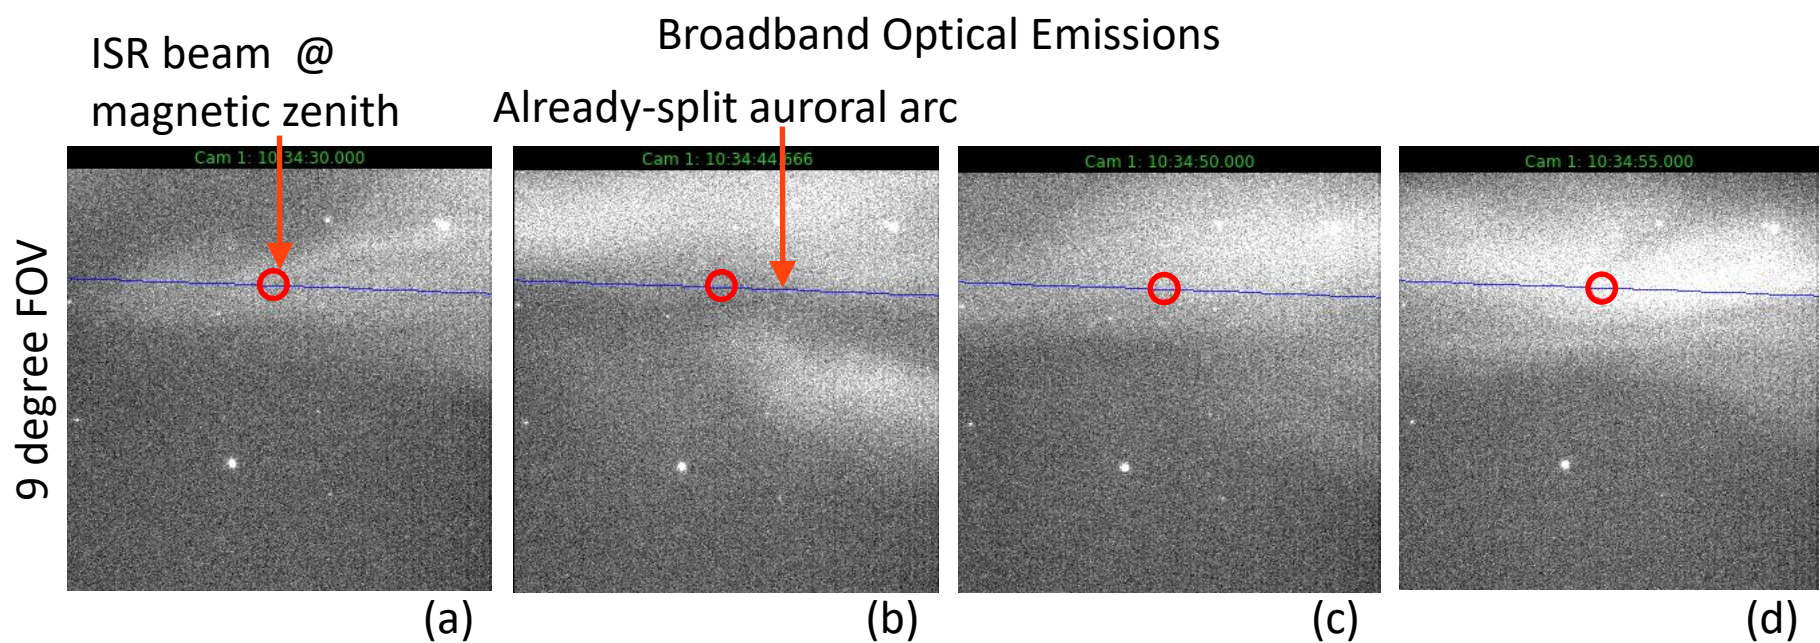 Broadband Optical Emissions
ISR beam @
magnetic zenith
Already-split auroral arc
Cam 1: 10:34:30.000
Cam 1: 10:34:44.666
Cam 1: 10:34:50.000
Cam 1: 10:34:55.000
9 degree FOV
(a)
(b)
(c)
(d)